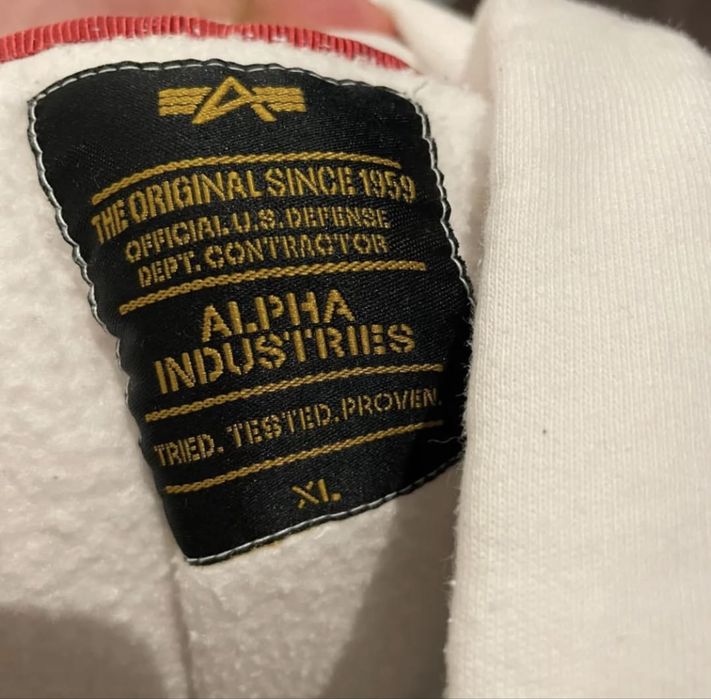 THE ORIGINAL SINCE 1959
OFFICIAL U.S. DEFENSE
DEPT. CONTRACTOR
ALPHA
INDUSTRIES
TRIED. TESTED. PROVEN.
XL